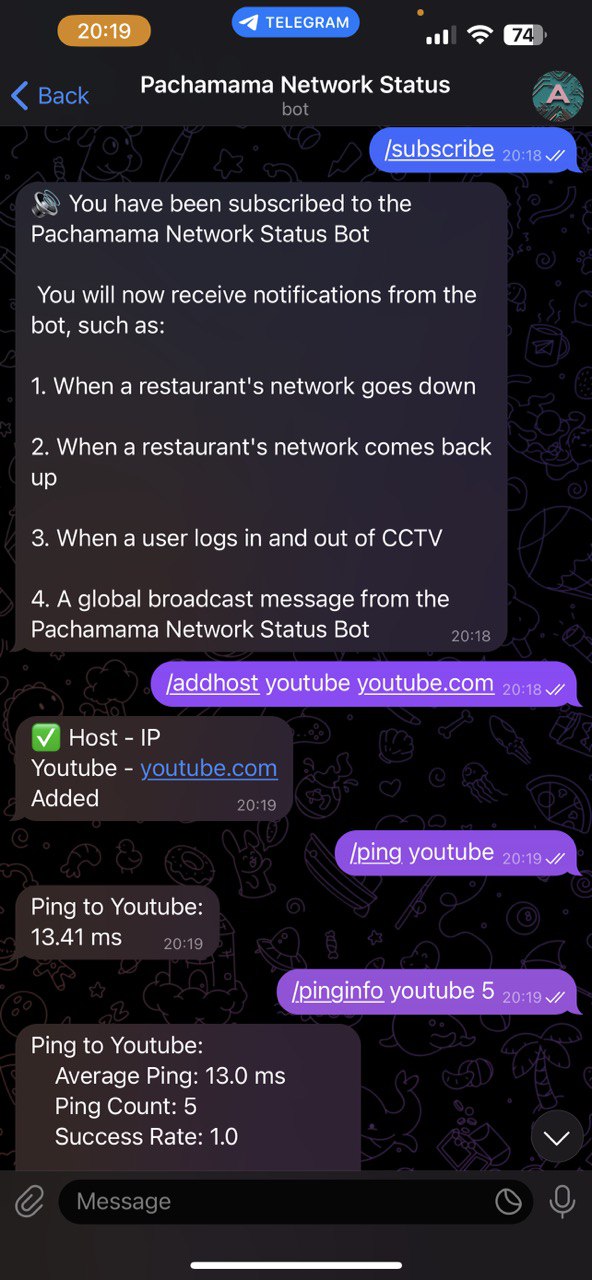 20:19
TELEGRAM
74
Back
Pachamama Network Status
bot
A
/subscribe 20:18
You have been subscribed to the
Pachamama Network Status Bot
You will now receive notifications from the
bot, such as:
1. When a restaurant's network goes down
2. When a restaurant's network comes back
up
3. When a user logs in and out of CCTV
4. A global broadcast message from the
Pachamama Network Status Bot
20:18
/addhost youtube youtube.com 20:18
Host - IP
Youtube - youtube.com
Added
20:19
/ping youtube 20:19
Ping to Youtube:
13.41 ms
20:19
/pinginfo youtube 5 20:19
Ping to Youtube:
Average Ping: 13.0 ms
Ping Count: 5
Success Rate: 1.0
Message